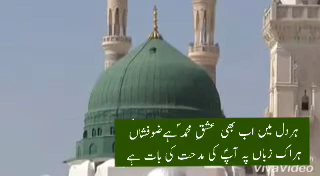 ہر دل میں اب بھی عشقِ محمدؐ ہے ضوفشاں
ہر اک زباں پہ آپؐ کی مدحت کی بات ہے
VivaVideo